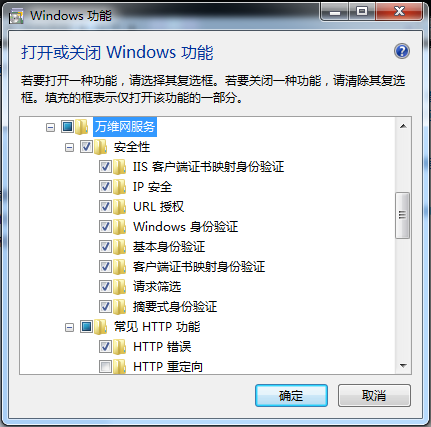 Windows 功能
打开或关闭 Windows 功能
若要打开一种功能，请选择其复选框。若要关闭一种功能，请清除其复选
框。填充的框表示仅打开该功能的一部分。
万维网服务
安全性
IIS 客户端证书映射身份验证
IP 安全
URL 授权
Windows 身份验证
基本身份验证
客户端证书映射身份验证
请求筛选
摘要式身份验证
常见 HTTP 功能
HTTP 错误
HTTP 重定向
确定
取消